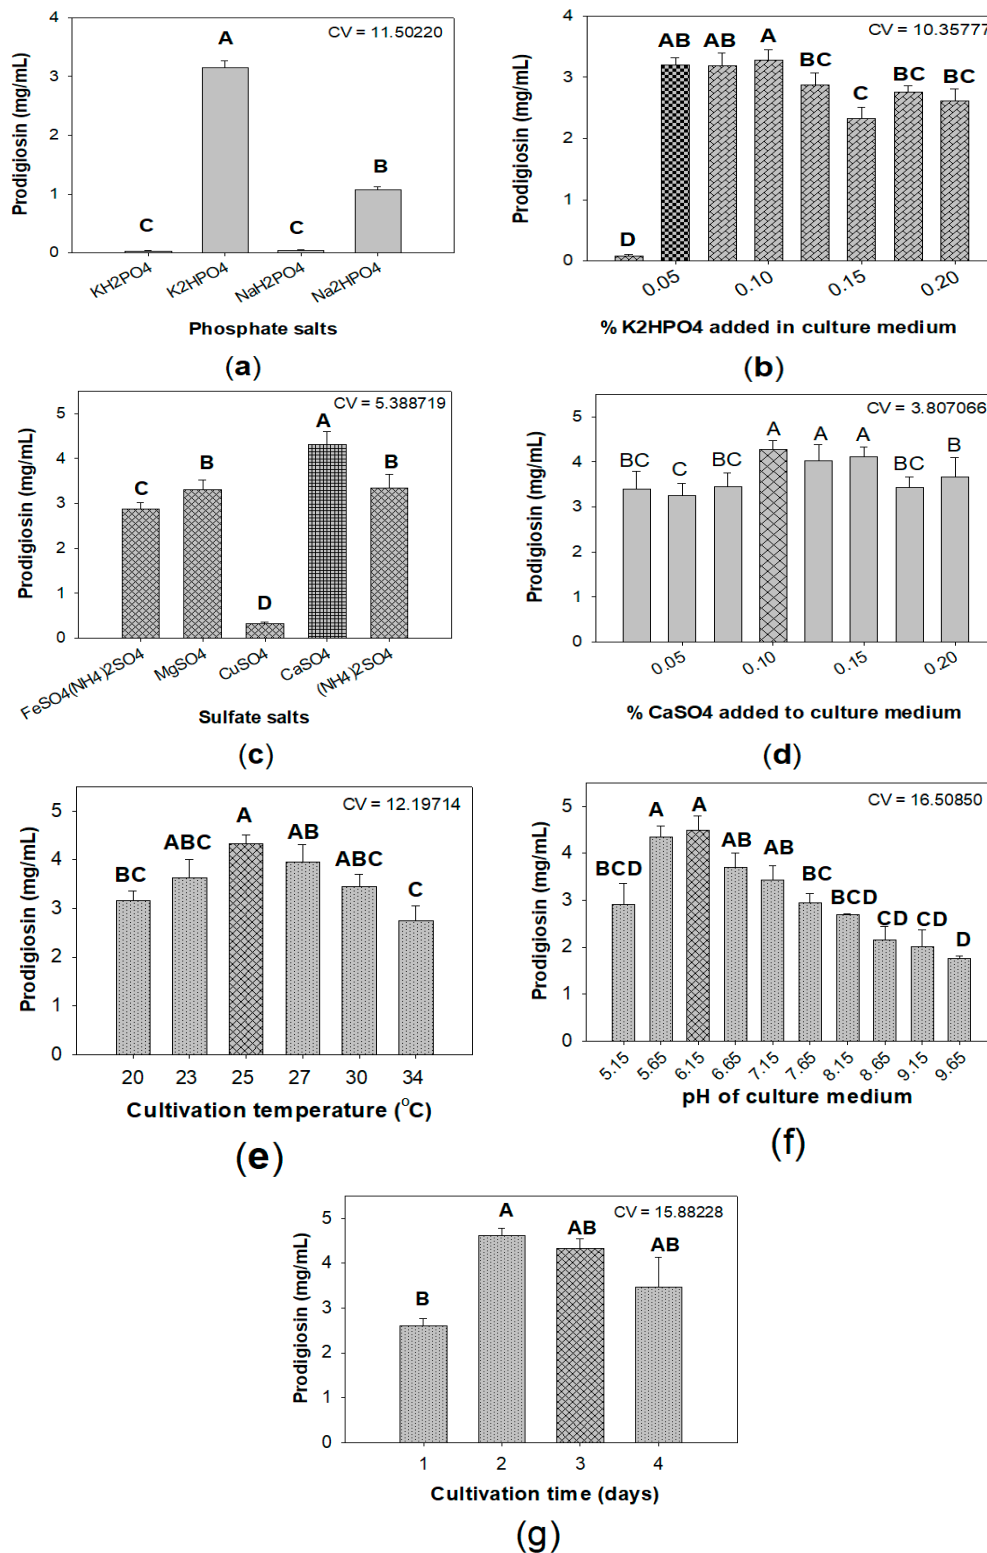 CV = 11.50220
Prodigiosin (mg/mL)
4
3
2
1
0
C
A
C
B
KH2PO4
K2HPO4
NaH2PO4
Na2HPO4
Phosphate salts
(a)
CV = 10.35777
Prodigiosin (mg/mL)
4
3
2
1
0
D
AB
AB
A
BC
C
BC
BC
0.05
0.10
0.15
0.20
% K2HPO4 added in culture medium
(b)
CV = 5.388719
Prodigiosin (mg/mL)
5
4
3
2
1
0
C
B
D
A
B
FeSO4(NH4)2SO4
MgSO4
CuSO4
CaSO4
(NH4)2SO4
Sulfate salts
(c)
CV = 3.807066
Prodigiosin (mg/mL)
5
4
3
2
1
0
BC
C
BC
A
A
A
BC
B
0.05
0.10
0.15
0.20
% CaSO4 added to culture medium
(d)
CV = 12.19714
Prodigiosin (mg/mL)
5
4
3
2
1
0
BC
ABC
A
AB
ABC
C
20
23
25
27
30
34
Cultivation temperature (°C)
(e)
CV = 16.50850
Prodigiosin (mg/mL)
5
4
3
2
1
0
BCD
A
A
AB
AB
BC
BCD
CD
CD
D
5.15
5.65
6.15
6.65
7.15
7.65
8.15
8.65
9.15
9.65
pH of culture medium
(f)
CV = 15.88228
Prodigiosin (mg/mL)
5
4
3
2
1
0
B
A
AB
AB
1
2
3
4
Cultivation time (days)
(g)